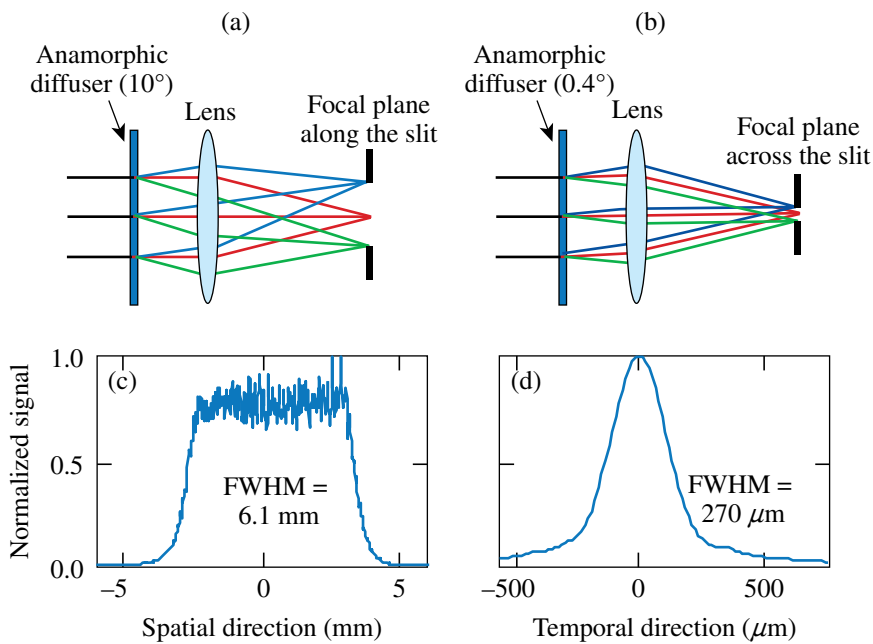 (a)
Anamorphic
diffuser (10°)
Lens
Focal plane
along the slit
(b)
Anamorphic
diffuser (0.4°)
Lens
Focal plane
across the slit
(c)
Normalized signal
1.0
0.5
0.0
FWHM =
6.1 mm
−5
0
5
Spatial direction (mm)
(d)
FWHM =
270 μm
−500
0
500
Temporal direction (μm)